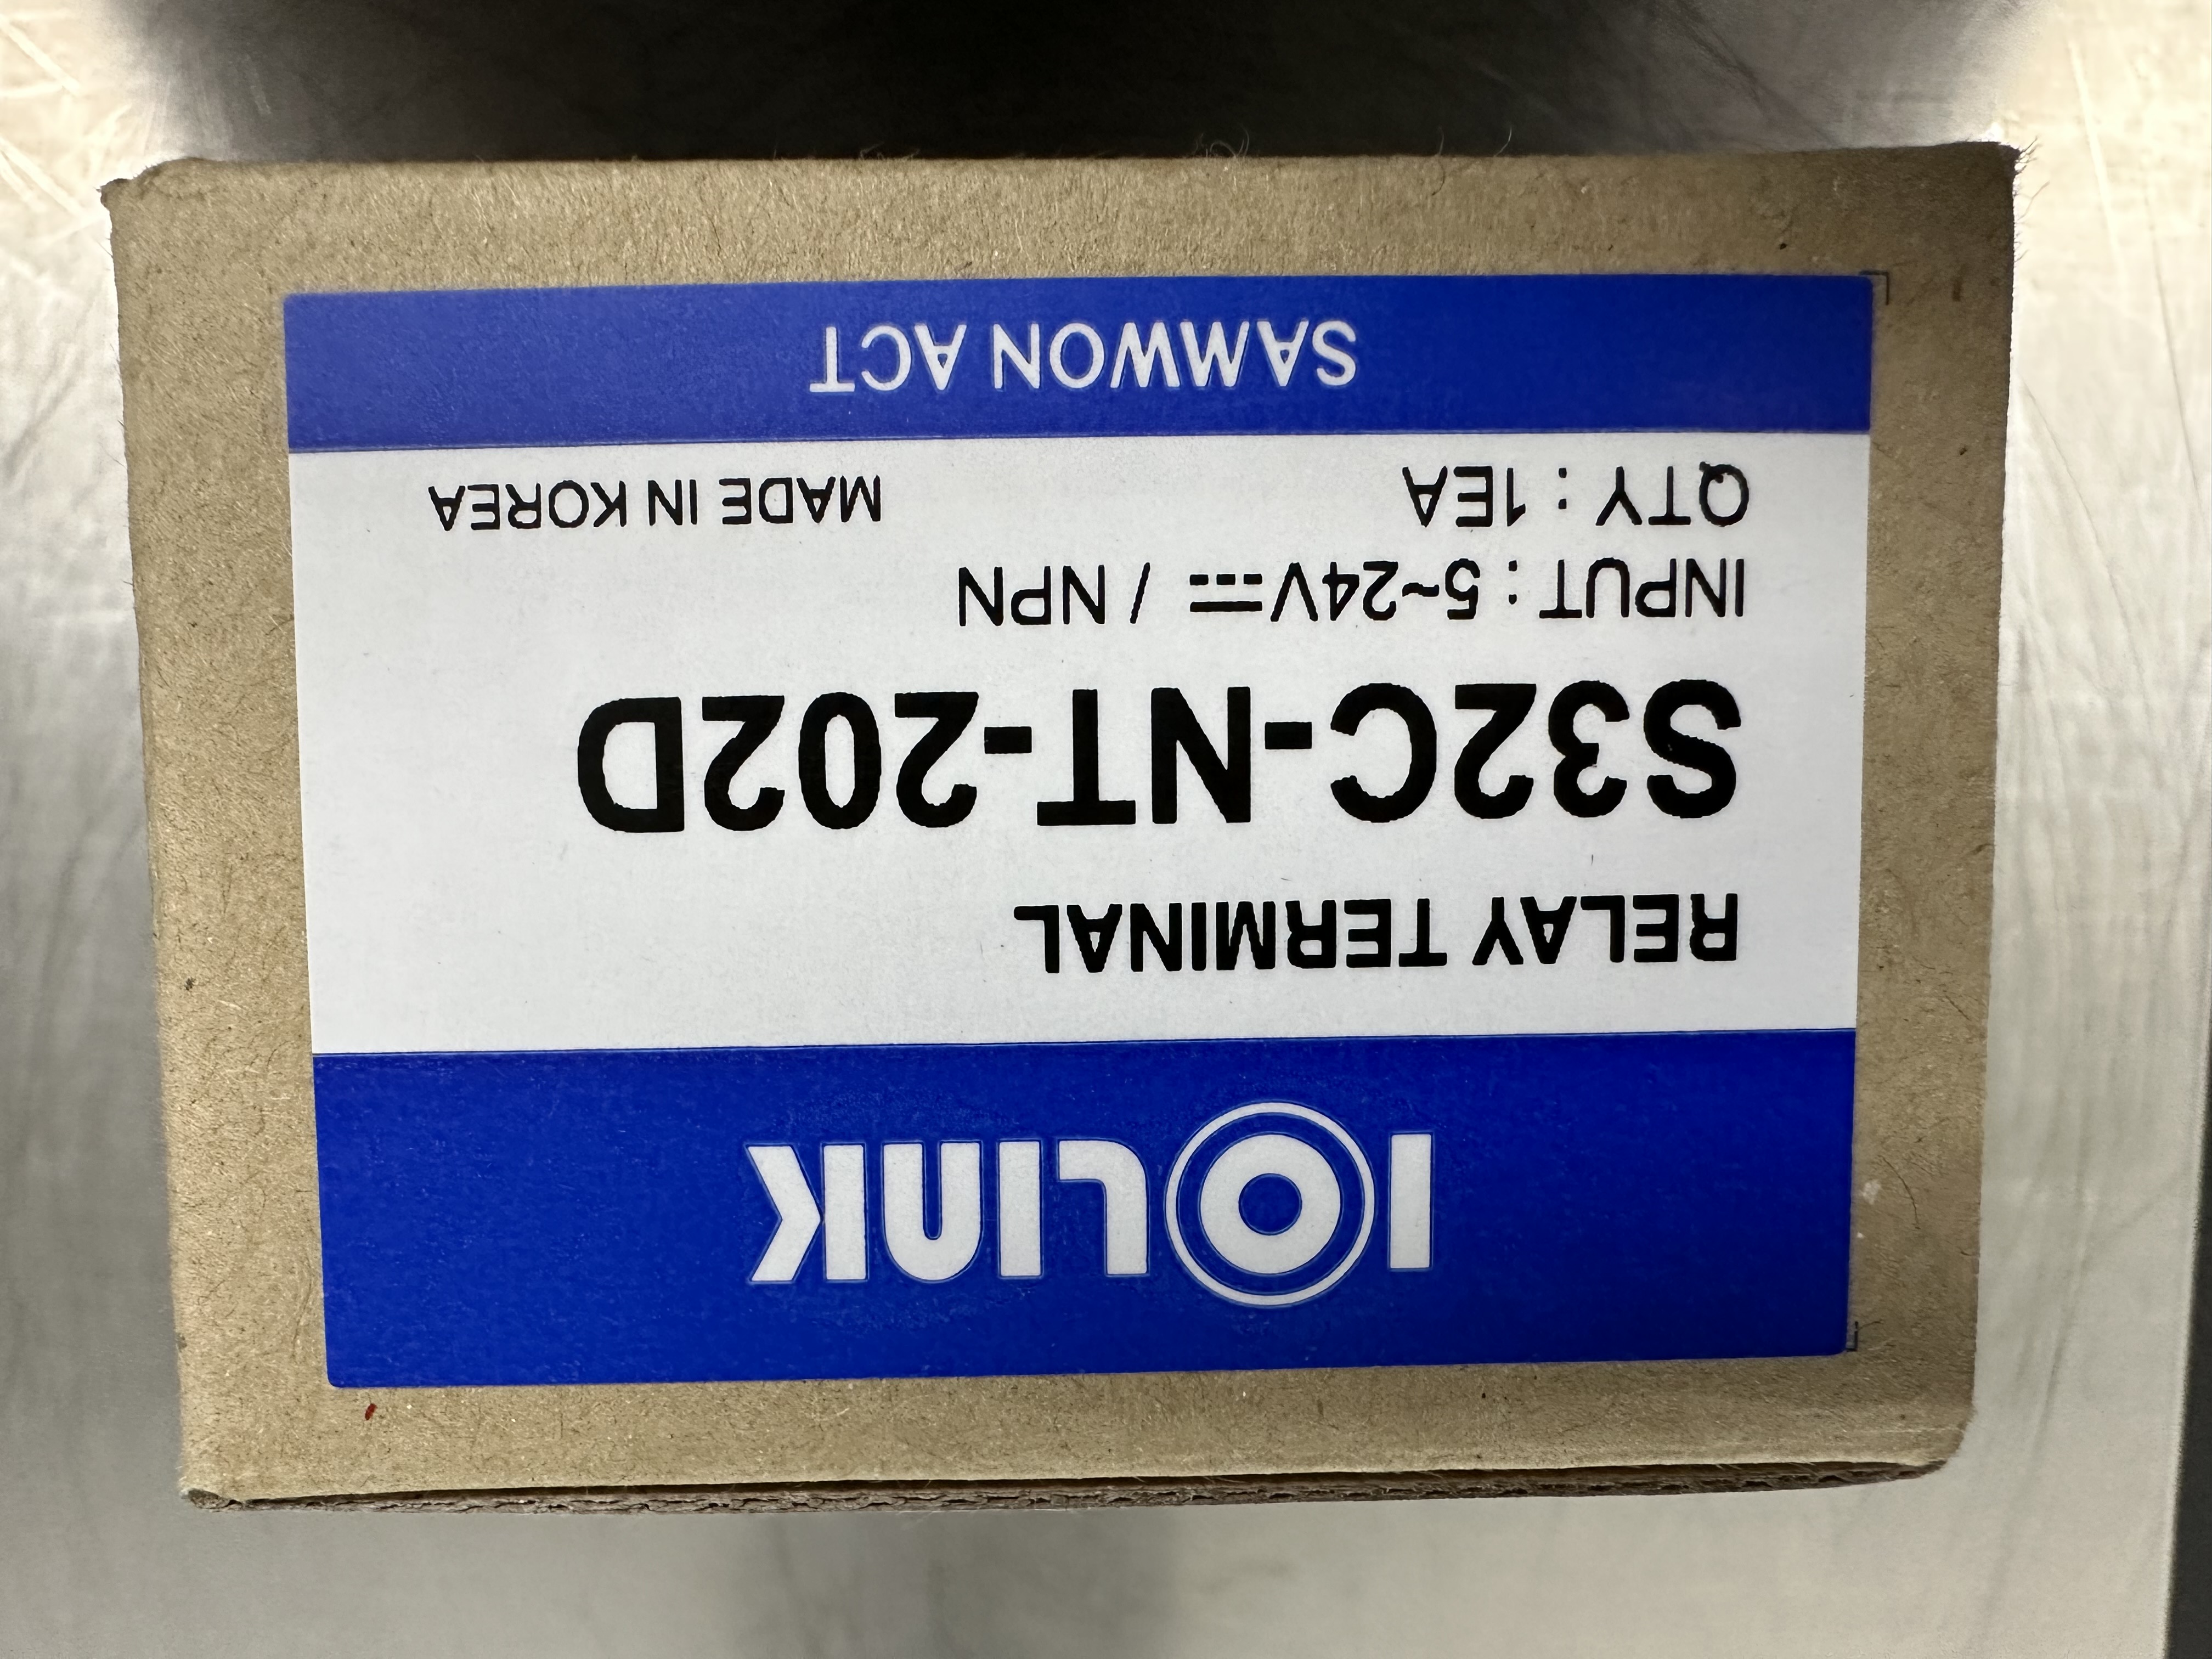 IOLINK
RELAY TERMINAL
S32C-NT-202D
INPUT : 5~24V⎓ / NPN
QTY : 1EA MADE IN KOREA
SAMWON ACT